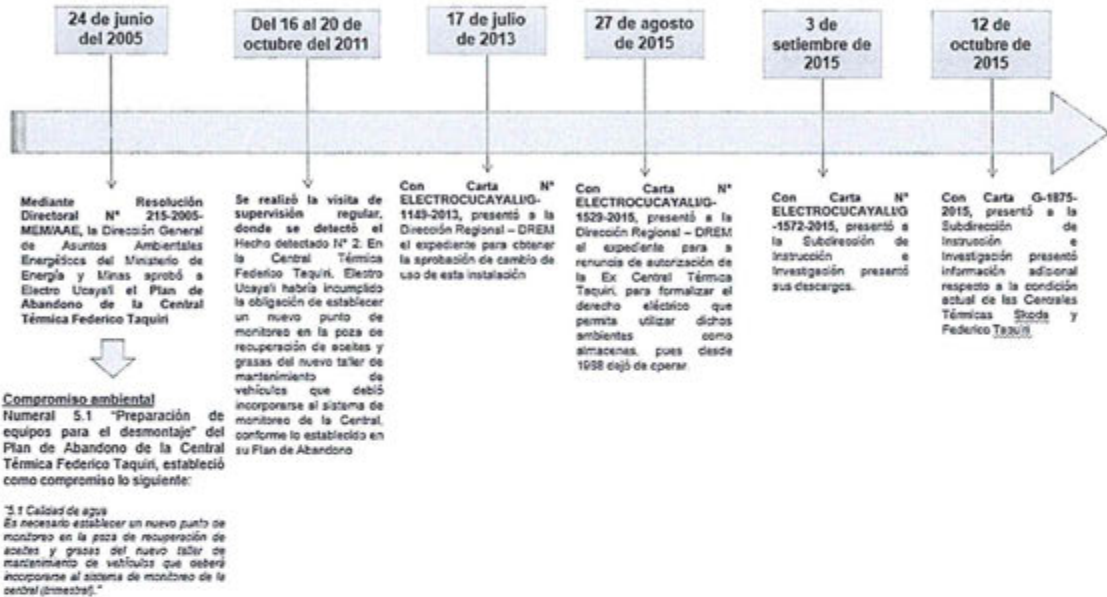 24 de junio
del 2005
Del 16 al 20 de
octubre del 2011
17 de julio
de 2013
27 de agosto
de 2015
3 de
setiembre de
2015
12 de
octubre de
2015
Mediante Resolución
Directoral N° 215-2005-
MEM/AAE, la Dirección General
de Asuntos Ambientales
Energéticos del Ministerio de
Energía y Minas aprobó a
Electro Ucayali el Plan de
Abandono de la Central
Térmica Federico Taquiri
Compromiso ambiental
Numeral 5.1 "Preparación de
equipos para el desmontaje" del
Plan de Abandono de la Central
Térmica Federico Taquiri, estableció
como compromiso lo siguiente:
"5.1 Calidad de agua
Es necesario establecer un nuevo punto de
monitoreo en la poza de recuperación de
aceites y grasas del nuevo taller de
mantenimiento de vehículos que deberá
incorporarse al sistema de monitoreo de la
central (trimestral)."
Se realizó la visita de
supervisión regular,
donde se detectó el
Hecho detectado N° 2: En
la Central Térmica
Federico Taquiri, Electro
Ucayali habría incumplido
la obligación de establecer
un nuevo punto de
monitoreo en la poza de
recuperación de aceites y
grasas del nuevo taller de
mantenimiento de
vehículos que debió
incorporarse al sistema de
monitoreo de la Central,
conforme lo establecido en
su Plan de Abandono
Con Carta N°
ELECTROCUCAYALI/G-
1149-2013, presentó a la
Dirección Regional – DREM
el expediente para obtener
la aprobación de cambio de
uso de esta instalación
Con Carta N°
ELECTROCUCAYALI/G-
1529-2015, presentó a la
Dirección Regional – DREM
el expediente para a
renuncia de autorización de
la Ex Central Térmica
Taquiri, para formalizar el
derecho eléctrico que
permita utilizar dichos
ambientes como
almacenes, pues desde
1998 dejó de operar
Con Carta N°
ELECTROCUCAYALI/G
-1572-2015, presentó a
la Subdirección de
Instrucción e
Investigación presentó
sus descargos.
Con Carta G-1875-
2015, presentó a la
Subdirección de
Instrucción e
Investigación presentó
información adicional
respecto a la condición
actual de las Centrales
Térmicas Skoda y
Federico Taquiri